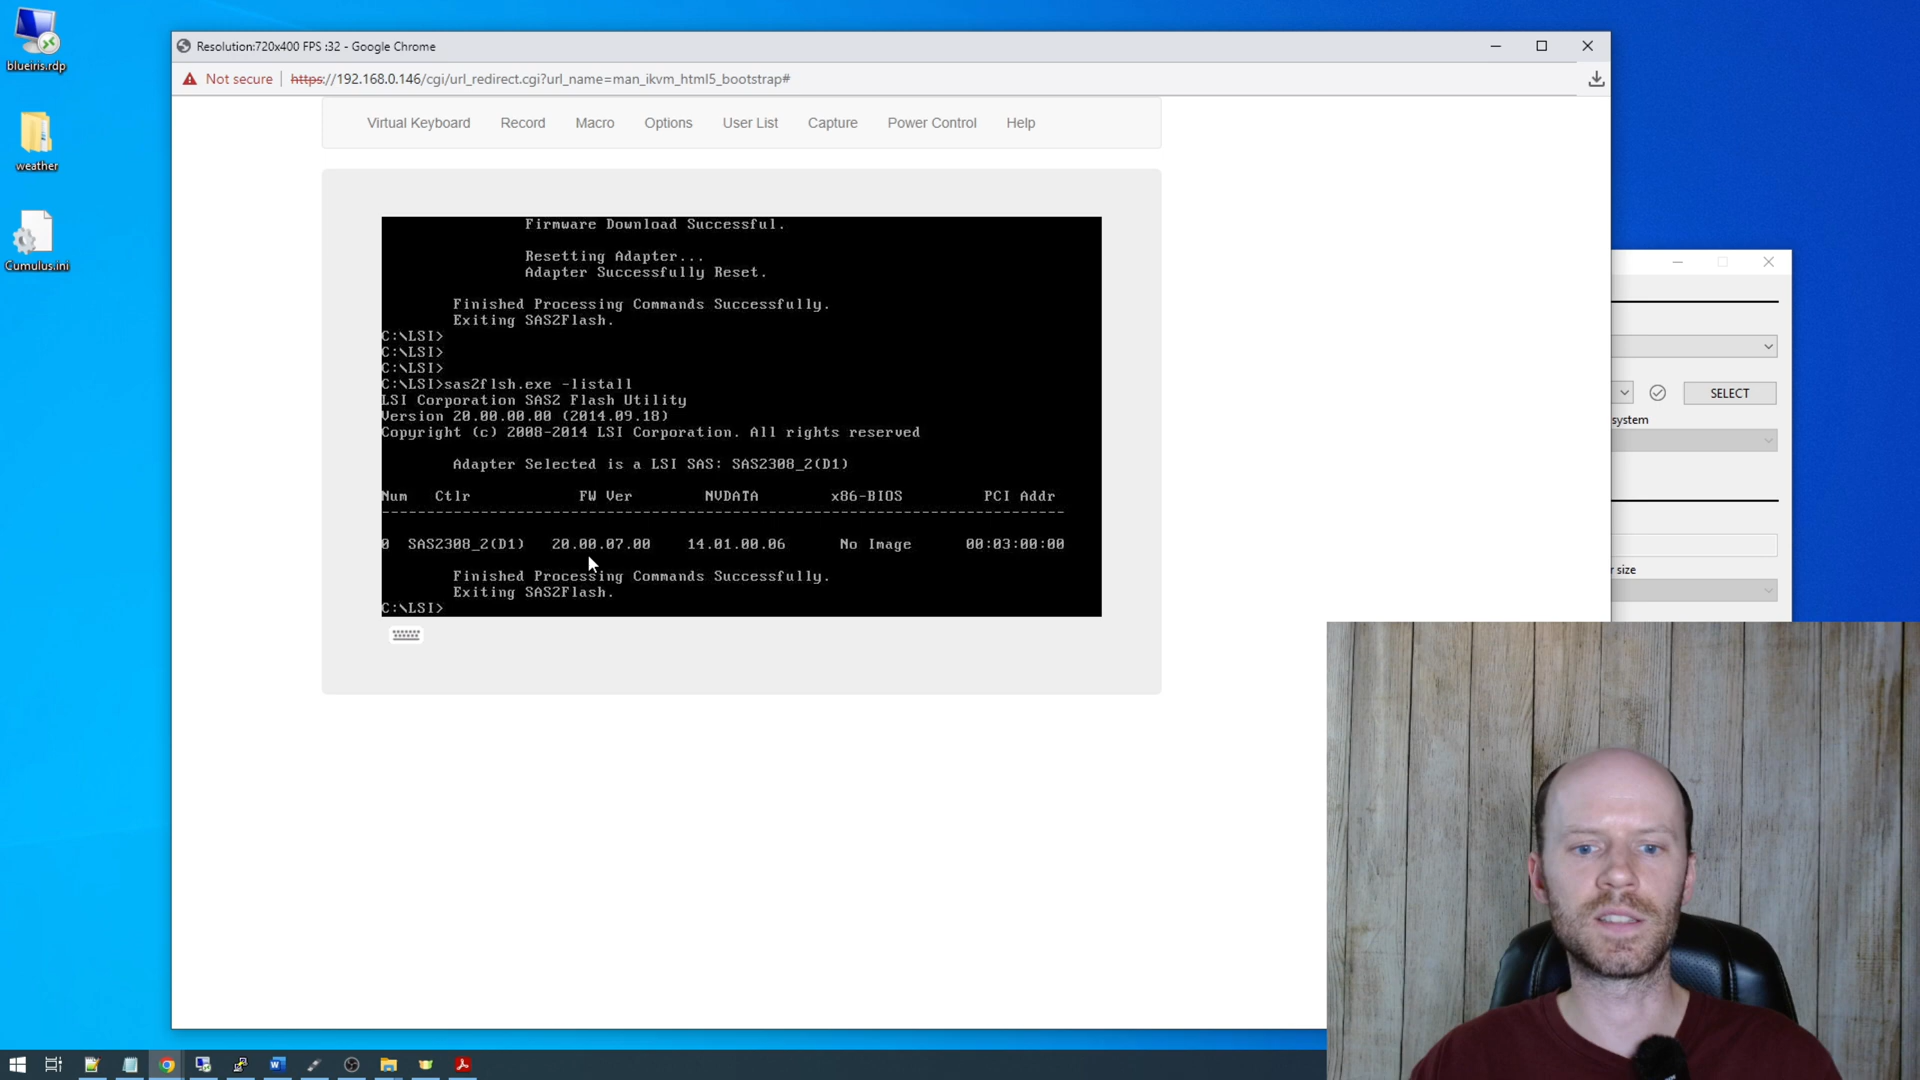 blueiris.rdp
weather
Cumulus.ini
Resolution:720x400 FPS :32 - Google Chrome
Not secure | https://192.168.0.146/cgi/url_redirect.cgi?url_name=man_ikvm_html5_bootstrap#
Virtual Keyboard Record Macro Options User List Capture Power Control Help
Firmware Download Successful.
Resetting Adapter...
Adapter Successfully Reset.
Finished Processing Commands Successfully.
Exiting SAS2Flash.
C:\LSI>
C:\LSI>
C:\LSI>
C:\LSI>sas2flsh.exe -listall
LSI Corporation SAS2 Flash Utility
Version 20.00.00.00 (2014.09.18)
Copyright (c) 2008-2014 LSI Corporation. All rights reserved
Adapter Selected is a LSI SAS: SAS2308_2(D1)
Num Ctlr FW Ver NVDATA x86-BIOS PCI Addr
----------------------------------------------------------------------------
0 SAS2308_2(D1) 20.00.07.00 14.01.00.06 No Image 00:03:00:00
Finished Processing Commands Successfully.
Exiting SAS2Flash.
C:\LSI>
SELECT
system
r size